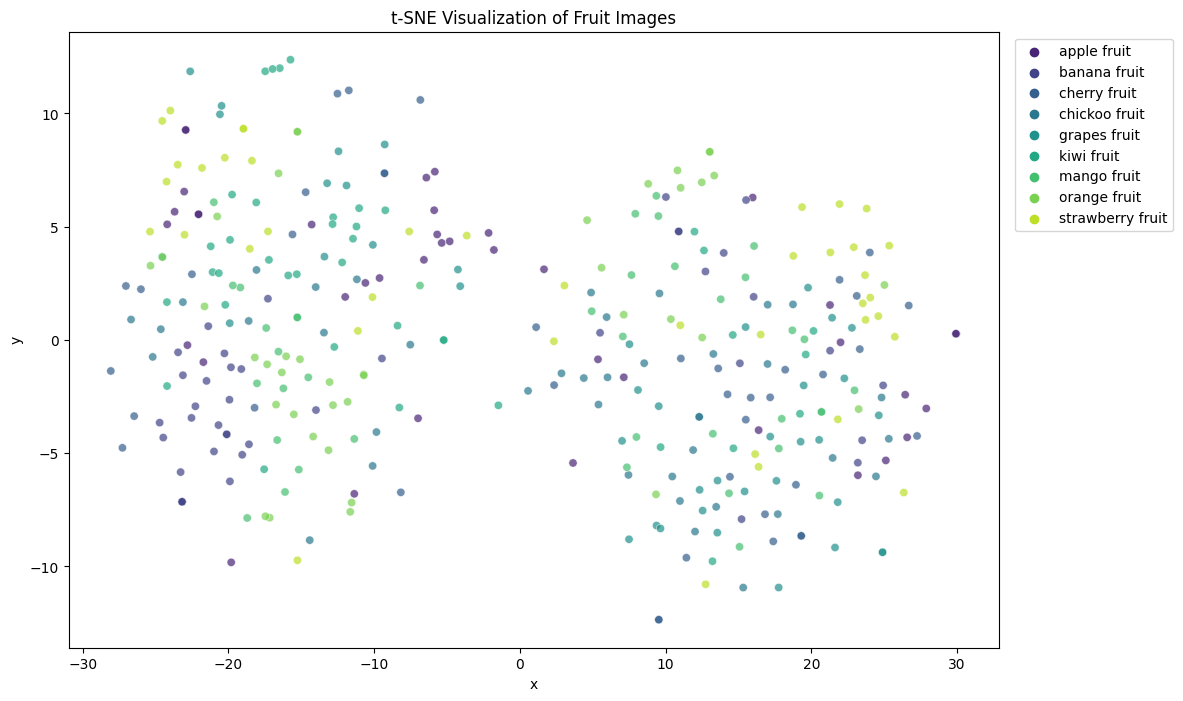 t-SNE Visualization of Fruit Images
apple fruit
banana fruit
cherry fruit
chickoo fruit
grapes fruit
kiwi fruit
mango fruit
orange fruit
strawberry fruit
10
5
0
−5
−10
y
−30 −20 −10 0 10 20 30
x